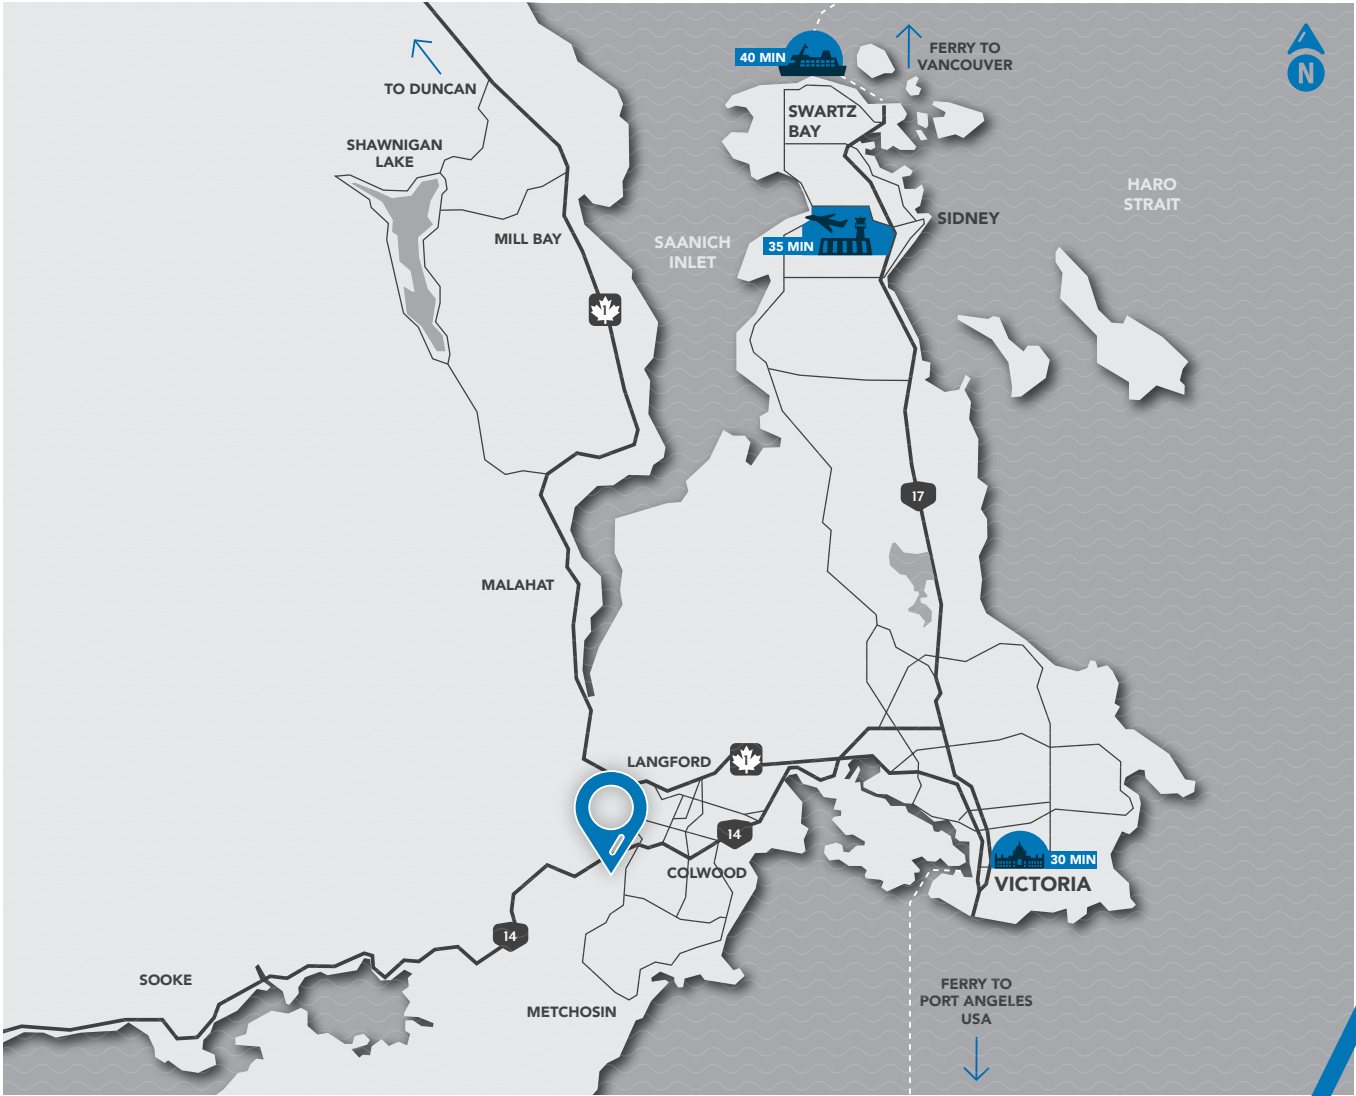 40 MIN
FERRY TO
VANCOUVER
N
TO DUNCAN
SWARTZ
BAY
SHAWNIGAN
LAKE
HARO
STRAIT
SIDNEY
MILL BAY
SAANICH
INLET
35 MIN
1
17
MALAHAT
LANGFORD
1
14
COLWOOD
30 MIN
VICTORIA
14
SOOKE
METCHOSIN
FERRY TO
PORT ANGELES
USA